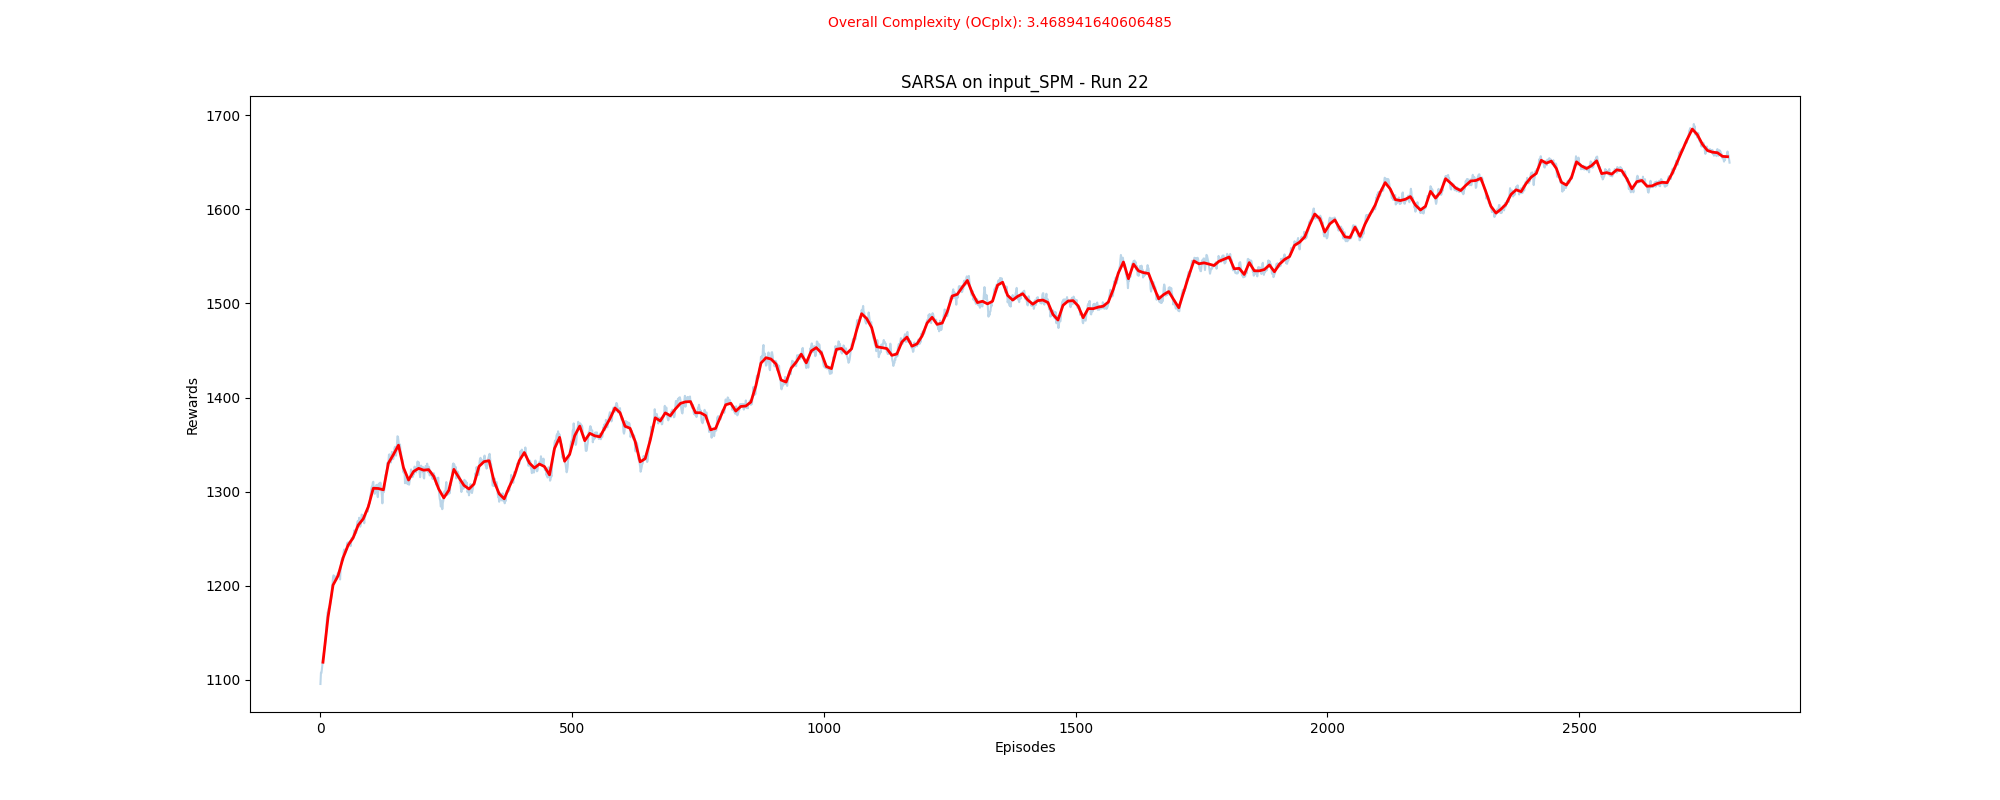 Overall Complexity (OCplx): 3.468941640606485
SARSA on input_SPM - Run 22
1700
1600
1500
1400
1300
1200
1100
Rewards
0 500 1000 1500 2000 2500
Episodes